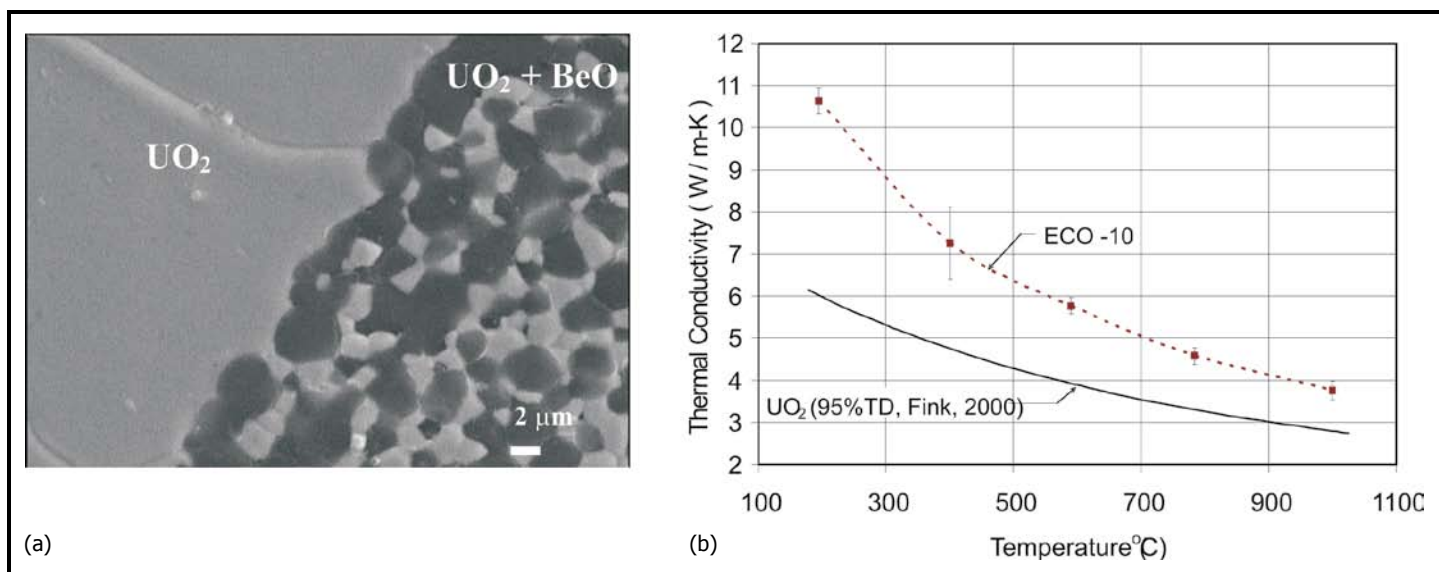 UO₂ + BeO
UO₂
2 μm
(a)
12
11
10
9
8
7
6
5
4
3
2
Thermal Conductivity ( W / m-K )
ECO -10
UO₂ (95%TD, Fink, 2000)
100 300 500 700 900 1100
Temperature°C)
(b)